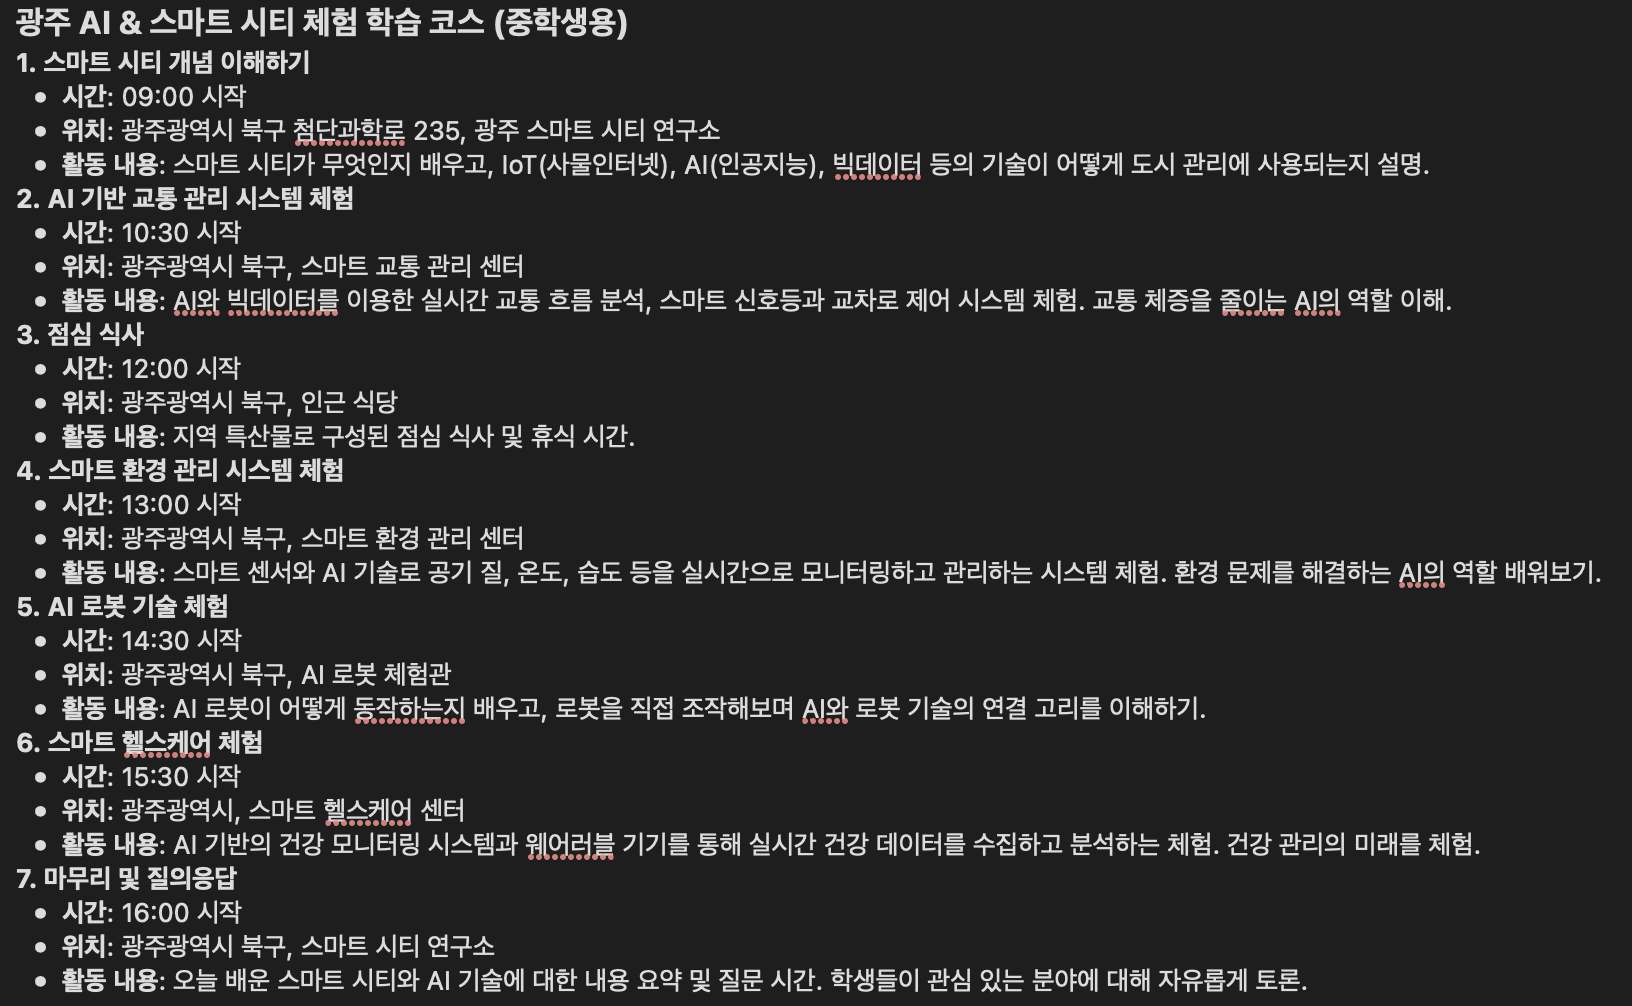 광주 AI & 스마트 시티 체험 학습 코스 (중학생용)
1. 스마트 시티 개념 이해하기
• 시간: 09:00 시작
• 위치: 광주광역시 북구 첨단과학로 235, 광주 스마트 시티 연구소
• 활동 내용: 스마트 시티가 무엇인지 배우고, IoT(사물인터넷), AI(인공지능), 빅데이터 등의 기술이 어떻게 도시 관리에 사용되는지 설명.
2. AI 기반 교통 관리 시스템 체험
• 시간: 10:30 시작
• 위치: 광주광역시 북구, 스마트 교통 관리 센터
• 활동 내용: AI와 빅데이터를 이용한 실시간 교통 흐름 분석, 스마트 신호등과 교차로 제어 시스템 체험. 교통 체증을 줄이는 AI의 역할 이해.
3. 점심 식사
• 시간: 12:00 시작
• 위치: 광주광역시 북구, 인근 식당
• 활동 내용: 지역 특산물로 구성된 점심 식사 및 휴식 시간.
4. 스마트 환경 관리 시스템 체험
• 시간: 13:00 시작
• 위치: 광주광역시 북구, 스마트 환경 관리 센터
• 활동 내용: 스마트 센서와 AI 기술로 공기 질, 온도, 습도 등을 실시간으로 모니터링하고 관리하는 시스템 체험. 환경 문제를 해결하는 AI의 역할 배워보기.
5. AI 로봇 기술 체험
• 시간: 14:30 시작
• 위치: 광주광역시 북구, AI 로봇 체험관
• 활동 내용: AI 로봇이 어떻게 동작하는지 배우고, 로봇을 직접 조작해보며 AI와 로봇 기술의 연결 고리를 이해하기.
6. 스마트 헬스케어 체험
• 시간: 15:30 시작
• 위치: 광주광역시, 스마트 헬스케어 센터
• 활동 내용: AI 기반의 건강 모니터링 시스템과 웨어러블 기기를 통해 실시간 건강 데이터를 수집하고 분석하는 체험. 건강 관리의 미래를 체험.
7. 마무리 및 질의응답
• 시간: 16:00 시작
• 위치: 광주광역시 북구, 스마트 시티 연구소
• 활동 내용: 오늘 배운 스마트 시티와 AI 기술에 대한 내용 요약 및 질문 시간. 학생들이 관심 있는 분야에 대해 자유롭게 토론.